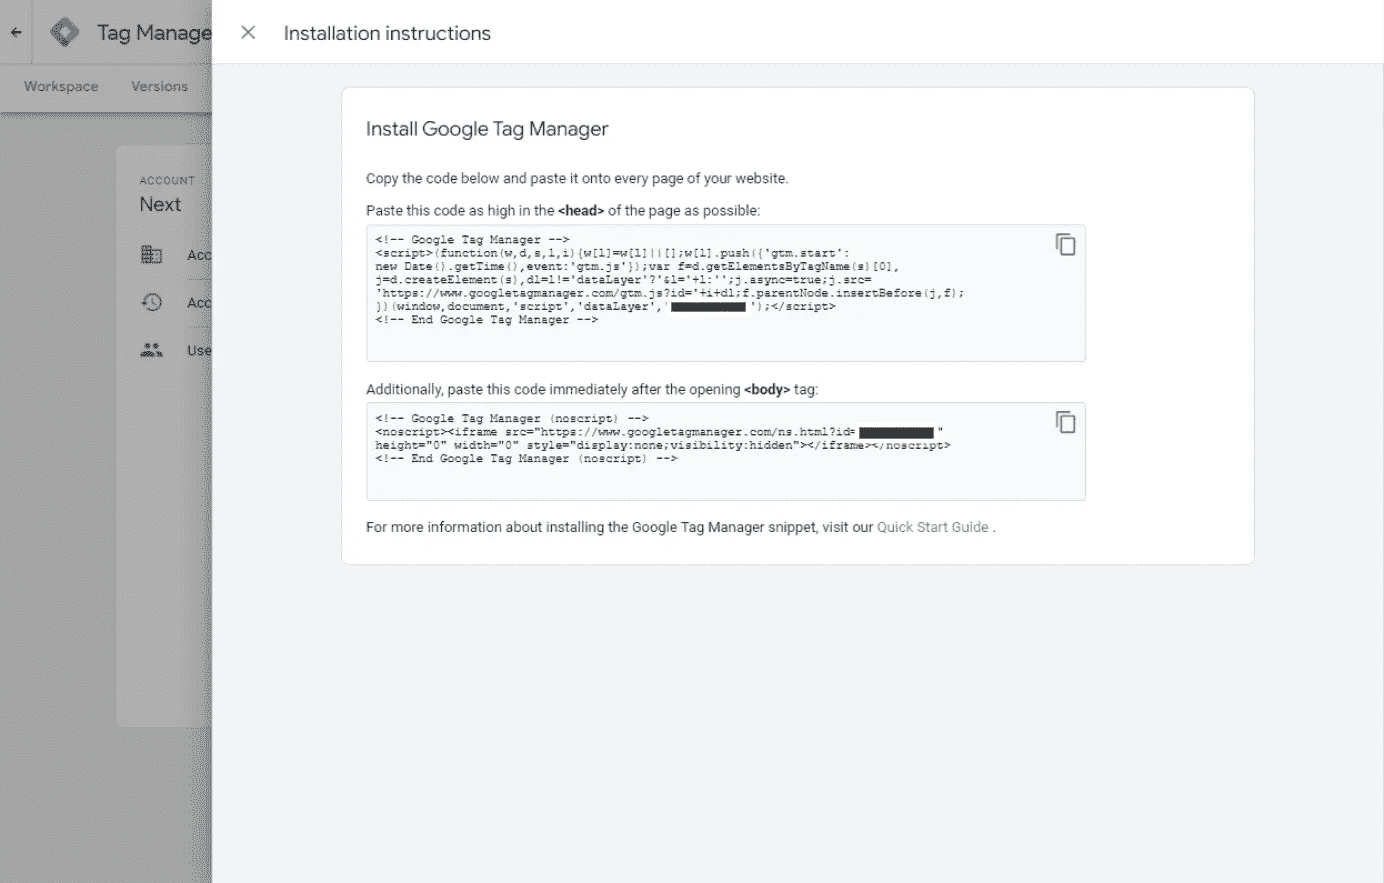 Tag Manage
Installation instructions
Workspace Versions
ACCOUNT
Next
Acc
Acc
Use
Install Google Tag Manager
Copy the code below and paste it onto every page of your website.
Paste this code as high in the <head> of the page as possible:
<!-- Google Tag Manager -->
<script>(function(w,d,s,l,i){w[l]=w[l]||[];w[l].push({'gtm.start':
new Date().getTime(),event:'gtm.js'});var f=d.getElementsByTagName(s)[0],
j=d.createElement(s),dl=l!='dataLayer'?'&l='+l:'';j.async=true;j.src=
'https://www.googletagmanager.com/gtm.js?id='+i+dl;f.parentNode.insertBefore(j,f);
})(window,document,'script','dataLayer','');</script>
<!-- End Google Tag Manager -->
Additionally, paste this code immediately after the opening <body> tag:
<!-- Google Tag Manager (noscript) -->
<noscript><iframe src="https://www.googletagmanager.com/ns.html?id="
height="0" width="0" style="display:none;visibility:hidden"></iframe></noscript>
<!-- End Google Tag Manager (noscript) -->
For more information about installing the Google Tag Manager snippet, visit our Quick Start Guide .